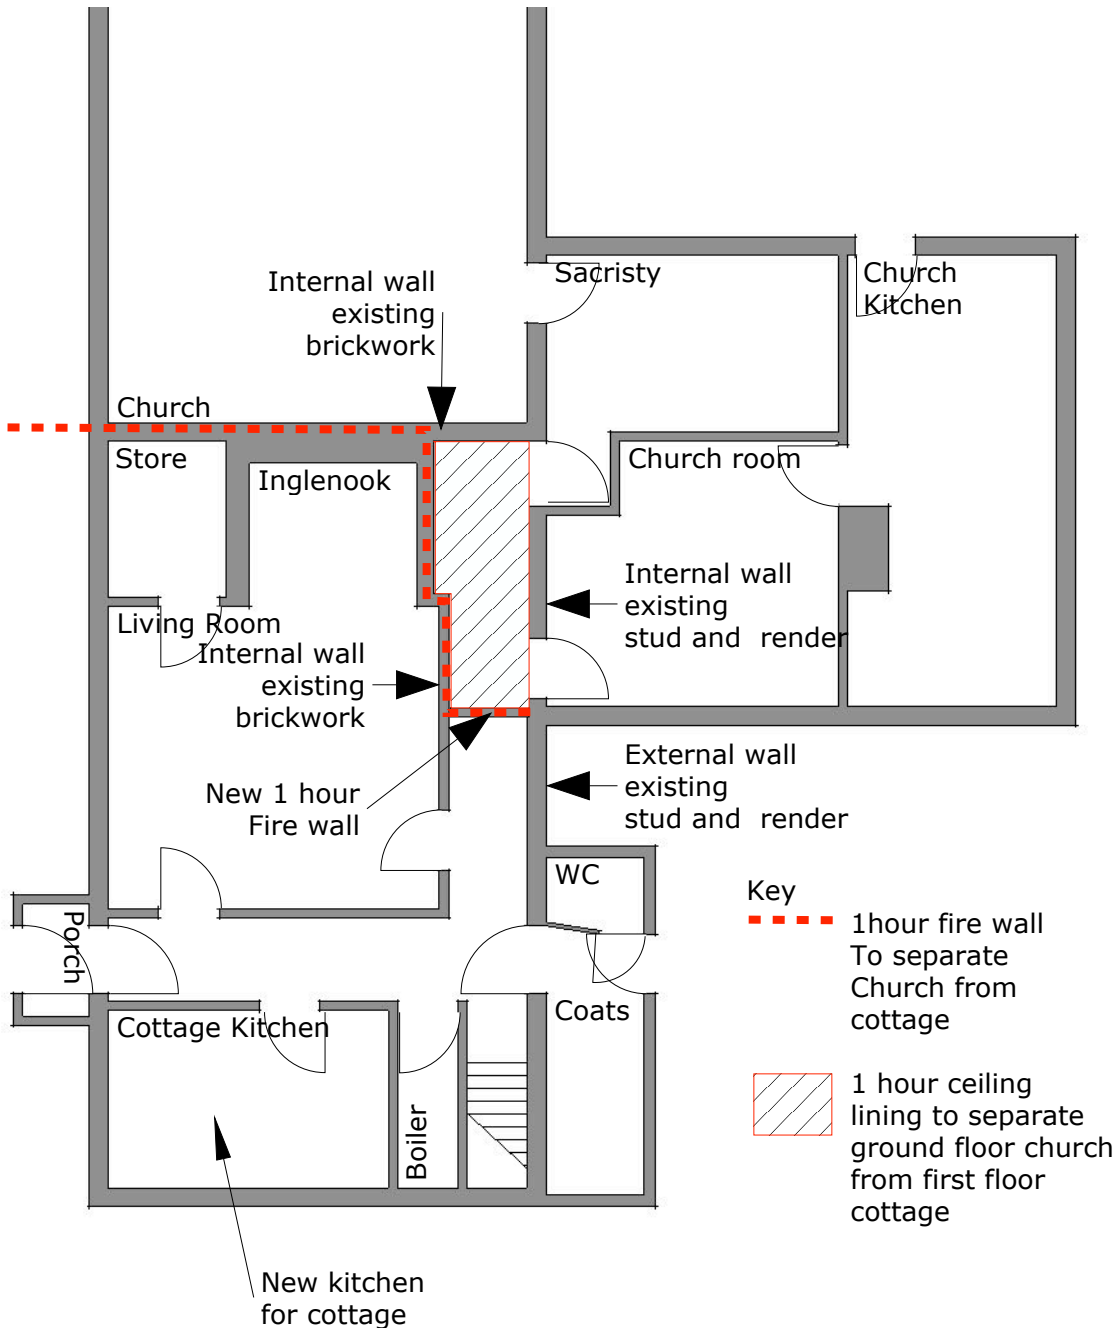 Sacristy
Church
Kitchen
Internal wall
existing
brickwork
Church
Store
Inglenook
Church room
Internal wall
existing
stud and render
Living Room
Internal wall
existing
brickwork
New 1 hour
Fire wall
External wall
existing
stud and render
WC
Key
1hour fire wall
To separate
Church from
cottage
Porch
Coats
Cottage Kitchen
Boiler
1 hour ceiling
lining to separate
ground floor church
from first floor
cottage
New kitchen
for cottage